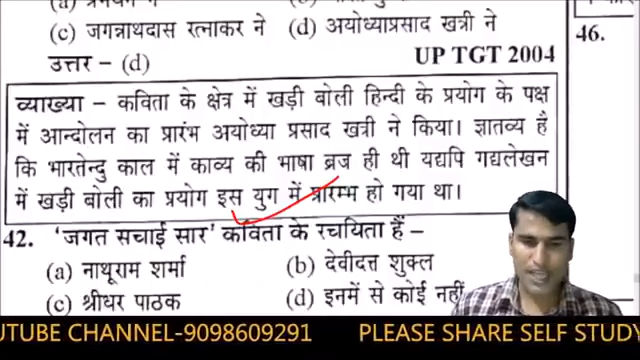 46.
(c) जगन्नाथदास रत्नाकर ने (d) अयोध्याप्रसाद खत्री ने
उत्तर – (d) UP TGT 2004
व्याख्या – कविता के क्षेत्र में खड़ी बोली हिन्दी के प्रयोग के पक्ष
में आन्दोलन का प्रारंभ अयोध्या प्रसाद खत्री ने किया। ज्ञातव्य है
कि भारतेन्दु काल में काव्य की भाषा ब्रज ही थी यद्यपि गद्यलेखन
में खड़ी बोली का प्रयोग इस युग में प्रारम्भ हो गया था।
42. 'जगत सचाई सार' कविता के रचयिता हैं –
(a) नाथूराम शर्मा (b) देवीदत्त शुक्ल
(c) श्रीधर पाठक (d) इनमें से कोई नहीं
UTUBE CHANNEL-9098609291 PLEASE SHARE SELF STUDY